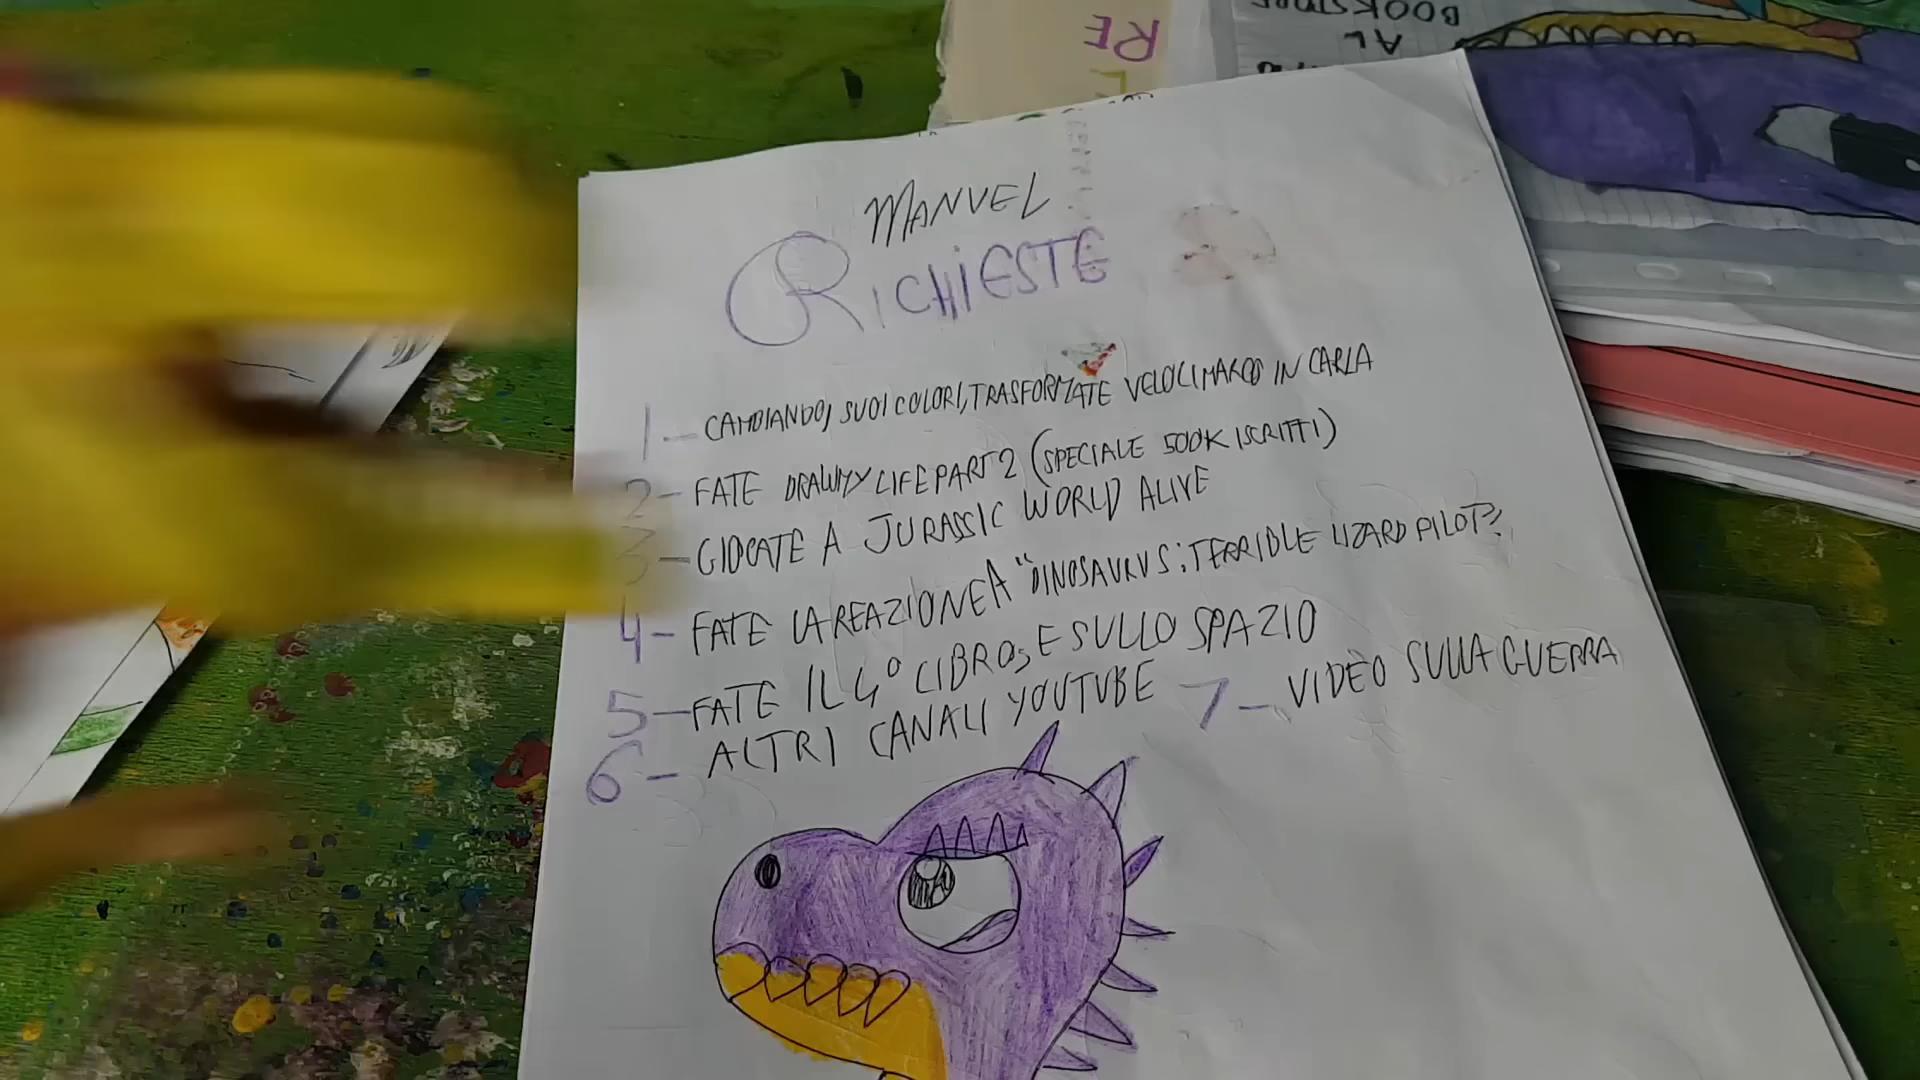 RE
BOOKSTORE
AL
MANUEL
RICHIESTE
1- CAMBIANDO, SUOI COLORI, TRASFORMATE VELOCIMARCO IN CARLA
2- FATE DRAW MY LIFE PART 2 (SPECIALE 500K ISCRITTI)
3- GIOCATE A JURASSIC WORLD ALIVE
4- FATE LA REAZIONE A "DINOSAURUS: TERRIBLE LIZARD PILOT"
5- FATE IL 4° LIBRO, E SULLO SPAZIO
6- ALTRI CANALI YOUTUBE 7- VIDEO SULLA GUERRA